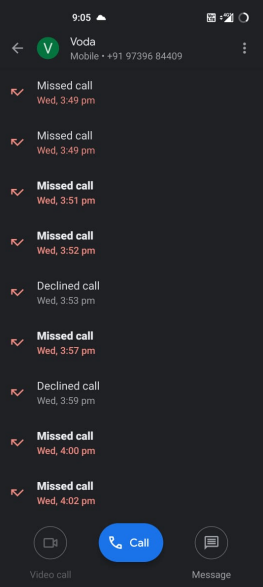 9:05
Voda
Mobile • +91 97396 84409
Missed call
Wed, 3:49 pm
Missed call
Wed, 3:49 pm
Missed call
Wed, 3:51 pm
Missed call
Wed, 3:52 pm
Declined call
Wed, 3:53 pm
Missed call
Wed, 3:57 pm
Declined call
Wed, 3:59 pm
Missed call
Wed, 4:00 pm
Missed call
Wed, 4:02 pm
Call
Video call
Message